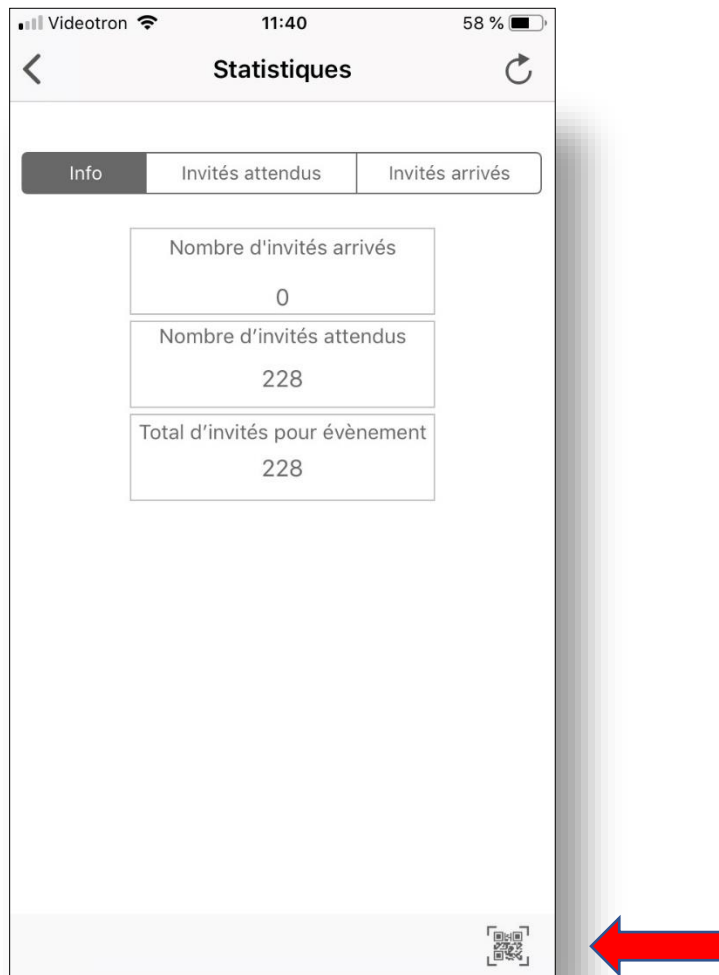 Videotron 11:40 58 %
Statistiques
Info Invités attendus Invités arrivés
Nombre d'invités arrivés
0
Nombre d’invités attendus
228
Total d’invités pour évènement
228